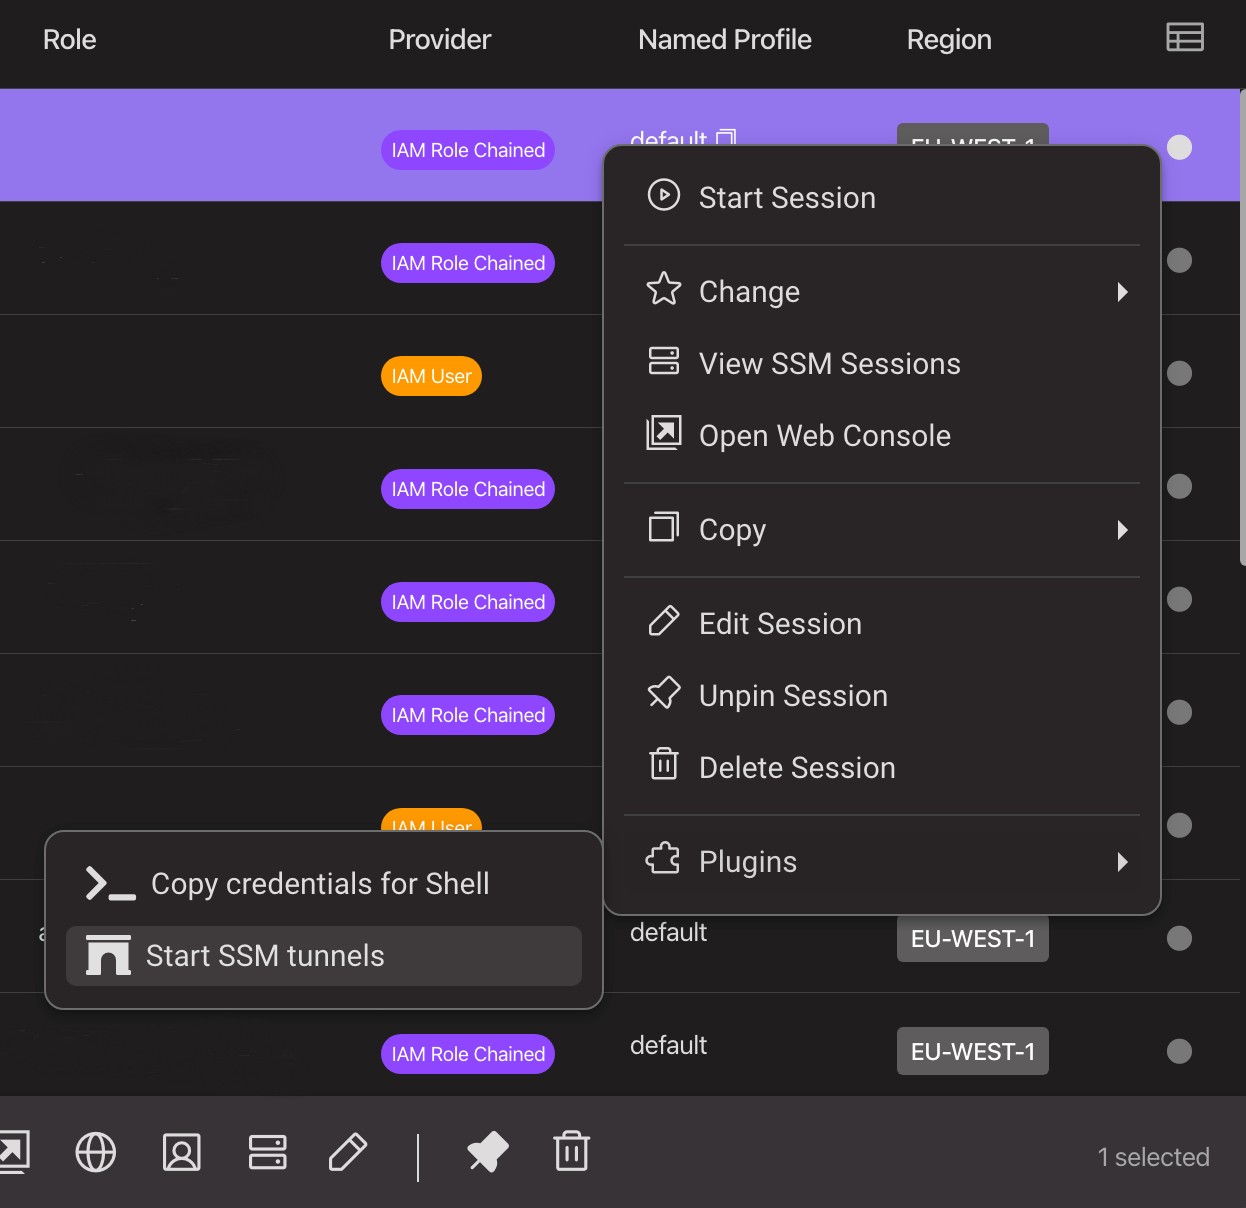 Role Provider Named Profile Region
IAM Role Chained default EU-WEST-1
IAM Role Chained
IAM User
IAM Role Chained
IAM Role Chained
IAM Role Chained
IAM User
default EU-WEST-1
IAM Role Chained default EU-WEST-1
Start Session
Change
View SSM Sessions
Open Web Console
Copy
Edit Session
Unpin Session
Delete Session
Plugins
Copy credentials for Shell
Start SSM tunnels
1 selected